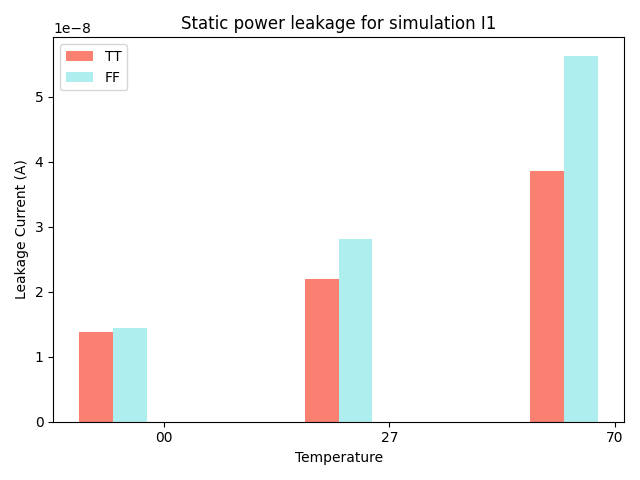 Static power leakage for simulation I1
1e−8
TT
FF
5
4
3
2
1
0
Leakage Current (A)
00
27
70
Temperature